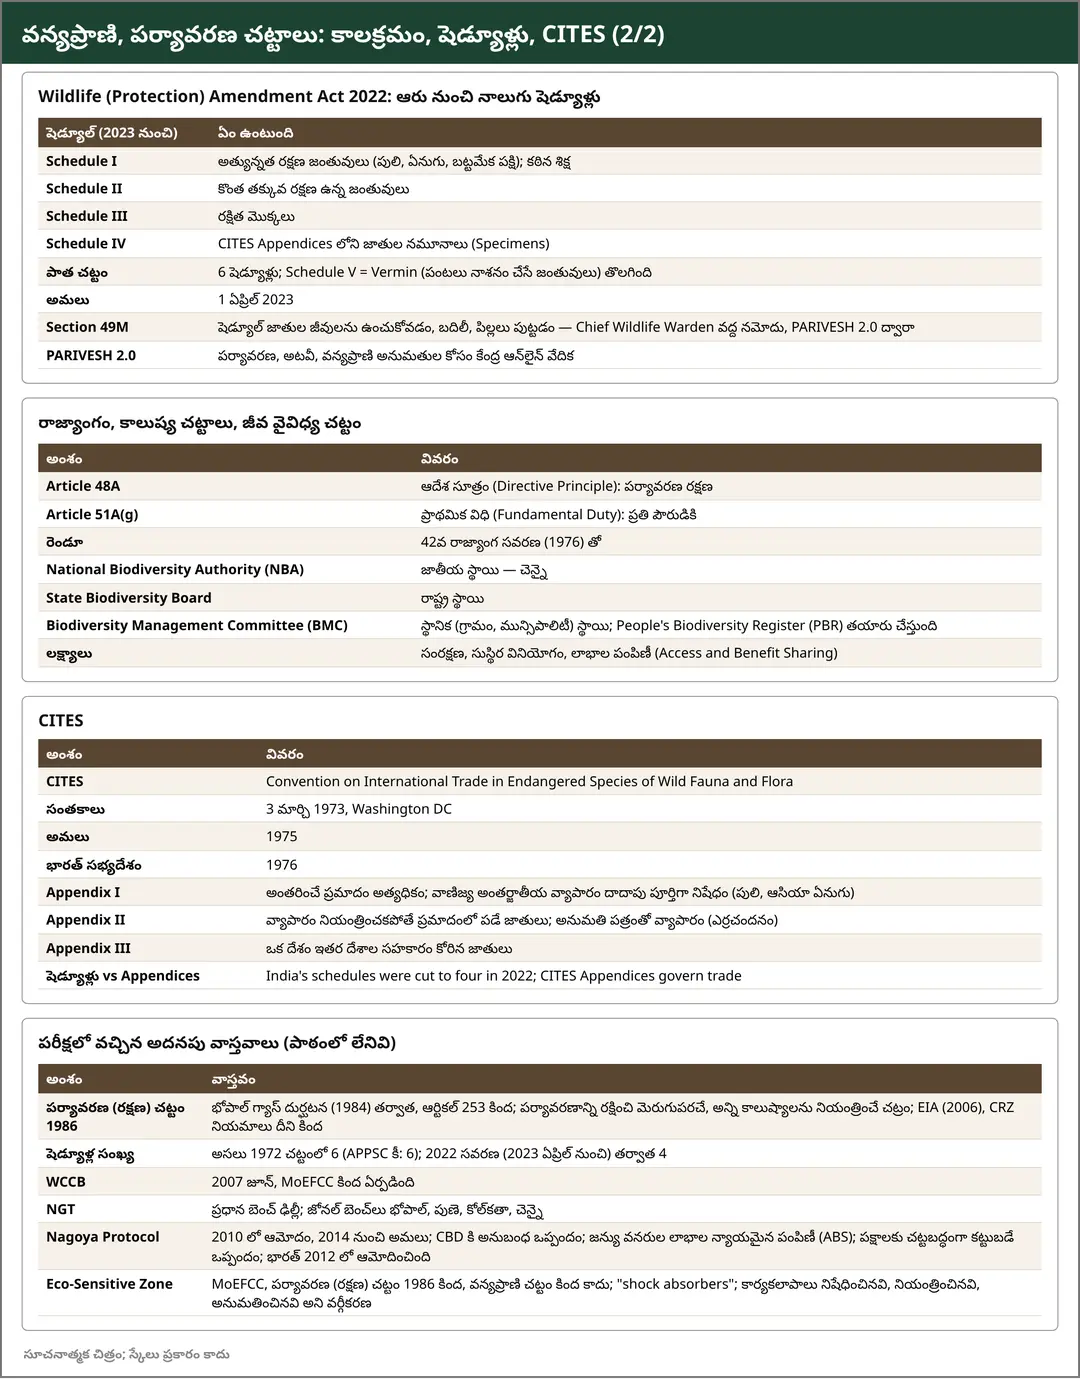 వన్యప్రాణి, పర్యావరణ చట్టాలు: కాలక్రమం, షెడ్యూళ్లు, CITES (2/2)
Wildlife (Protection) Amendment Act 2022: ఆరు నుంచి నాలుగు షెడ్యూళ్లు
షెడ్యూల్ (2023 నుంచి) ఏం ఉంటుంది
Schedule I అత్యున్నత రక్షణ జంతువులు (పులి, ఏనుగు, బట్టమేక పక్షి); కఠిన శిక్ష
Schedule II కొంత తక్కువ రక్షణ ఉన్న జంతువులు
Schedule III రక్షిత మొక్కలు
Schedule IV CITES Appendices లోని జాతుల నమూనాలు (Specimens)
పాత చట్టం 6 షెడ్యూళ్లు; Schedule V = Vermin (పంటలు నాశనం చేసే జంతువులు) తొలగింది
అమలు 1 ఏప్రిల్ 2023
Section 49M షెడ్యూల్ జాతుల జీవులను ఉంచుకోవడం, బదిలీ, పిల్లలు పుట్టడం — Chief Wildlife Warden వద్ద నమోదు, PARIVESH 2.0 ద్వారా
PARIVESH 2.0 పర్యావరణ, అటవీ, వన్యప్రాణి అనుమతుల కోసం కేంద్ర ఆన్‌లైన్ వేదిక
రాజ్యాంగం, కాలుష్య చట్టాలు, జీవ వైవిధ్య చట్టం
అంశం వివరం
Article 48A ఆదేశ సూత్రం (Directive Principle): పర్యావరణ రక్షణ
Article 51A(g) ప్రాథమిక విధి (Fundamental Duty): ప్రతి పౌరుడికి
రెండూ 42వ రాజ్యాంగ సవరణ (1976) తో
National Biodiversity Authority (NBA) జాతీయ స్థాయి — చెన్నై
State Biodiversity Board రాష్ట్ర స్థాయి
Biodiversity Management Committee (BMC) స్థానిక (గ్రామం, మున్సిపాలిటీ) స్థాయి; People's Biodiversity Register (PBR) తయారు చేస్తుంది
లక్ష్యాలు సంరక్షణ, సుస్థిర వినియోగం, లాభాల పంపిణీ (Access and Benefit Sharing)
CITES
అంశం వివరం
CITES Convention on International Trade in Endangered Species of Wild Fauna and Flora
సంతకాలు 3 మార్చి 1973, Washington DC
అమలు 1975
భారత్ సభ్యదేశం 1976
Appendix I అంతరించే ప్రమాదం అత్యధికం; వాణిజ్య అంతర్జాతీయ వ్యాపారం దాదాపు పూర్తిగా నిషేధం (పులి, ఆసియా ఏనుగు)
Appendix II వ్యాపారం నియంత్రించకపోతే ప్రమాదంలో పడే జాతులు; అనుమతి పత్రంతో వ్యాపారం (ఎర్రచందనం)
Appendix III ఒక దేశం ఇతర దేశాల సహకారం కోరిన జాతులు
షెడ్యూళ్లు vs Appendices India's schedules were cut to four in 2022; CITES Appendices govern trade
పరీక్షలో వచ్చిన అదనపు వాస్తవాలు (పాఠంలో లేనివి)
అంశం వాస్తవం
పర్యావరణ (రక్షణ) చట్టం భోపాల్ గ్యాస్ దుర్ఘటన (1984) తర్వాత, ఆర్టికల్ 253 కింద; పర్యావరణాన్ని రక్షించి మెరుగుపరచే, అన్ని కాలుష్యాలను నియంత్రించే చట్రం; EIA (2006), CRZ
1986 నియమాలు దీని కింద
షెడ్యూళ్ల సంఖ్య అసలు 1972 చట్టంలో 6 (APPSC కీ: 6); 2022 సవరణ (2023 ఏప్రిల్ నుంచి) తర్వాత 4
WCCB 2007 జూన్, MoEFCC కింద ఏర్పడింది
NGT ప్రధాన బెంచ్ ఢిల్లీ; జోనల్ బెంచ్‌లు భోపాల్, పుణె, కోల్‌కతా, చెన్నై
Nagoya Protocol 2010 లో ఆమోదం, 2014 నుంచి అమలు; CBD కి అనుబంధ ఒప్పందం; జన్యు వనరుల లాభాల న్యాయమైన పంపిణీ (ABS); పక్షాలకు చట్టబద్ధంగా కట్టుబడే
ఒప్పందం; భారత్ 2012 లో ఆమోదించింది
Eco-Sensitive Zone MoEFCC, పర్యావరణ (రక్షణ) చట్టం 1986 కింద, వన్యప్రాణి చట్టం కింద కాదు; "shock absorbers"; కార్యకలాపాలు నిషేధించినవి, నియంత్రించినవి,
అనుమతించినవి అని వర్గీకరణ
సూచనాత్మక చిత్రం; స్కేలు ప్రకారం కాదు